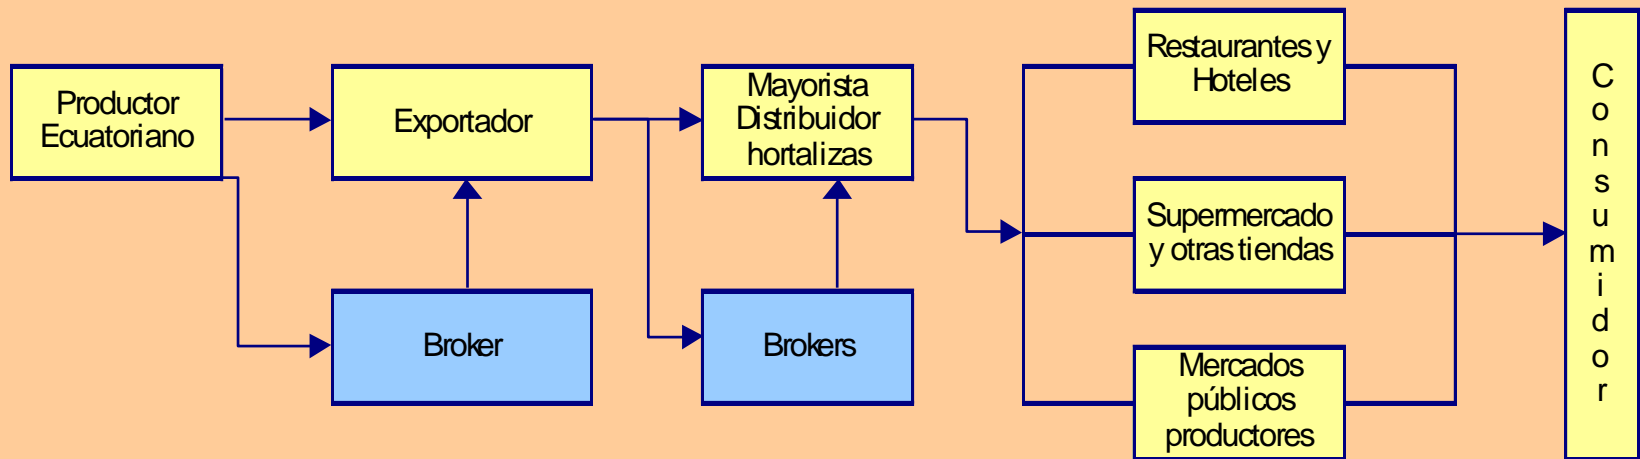 Productor
Ecuatoriano
Exportador
Mayorista
Distribuidor
hortalizas
Restaurantes y
Hoteles
Supermercado
y otras tiendas
Mercados
públicos
productores
Broker
Brokers
C
o
n
s
u
m
i
d
o
r